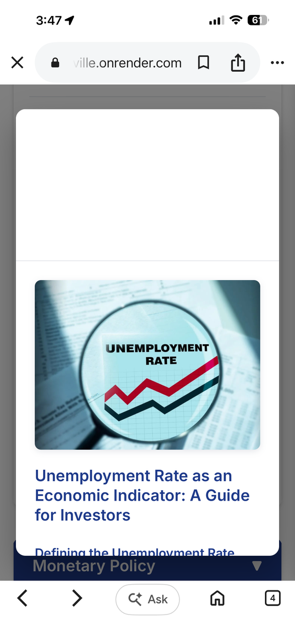 3:47
61
ville.onrender.com
UNEMPLOYMENT
RATE
Unemployment Rate as an
Economic Indicator: A Guide
for Investors
Defining the Unemployment Rate
Monetary Policy
Ask
4